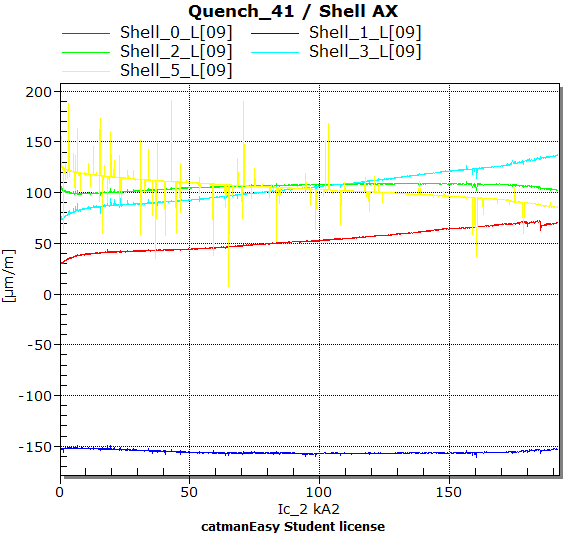 Quench_41 / Shell AX
Shell_0_L[09] Shell_1_L[09]
Shell_2_L[09] Shell_3_L[09]
Shell_5_L[09]
200
150
100
50
0
-50
-100
-150
[µm/m]
0 50 100 150
Ic_2 kA2
catmanEasy Student license